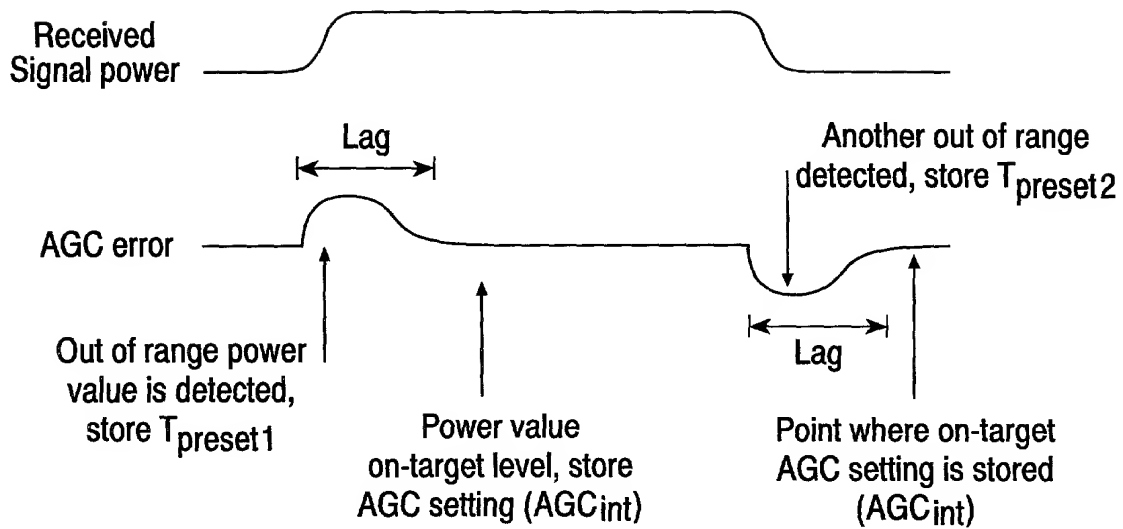 Received
Signal power
Lag
Another out of range
detected, store Tpreset2
AGC error
Out of range power
value is detected,
store Tpreset1
Lag
Power value
on-target level, store
AGC setting (AGCint)
Point where on-target
AGC setting is stored
(AGCint)